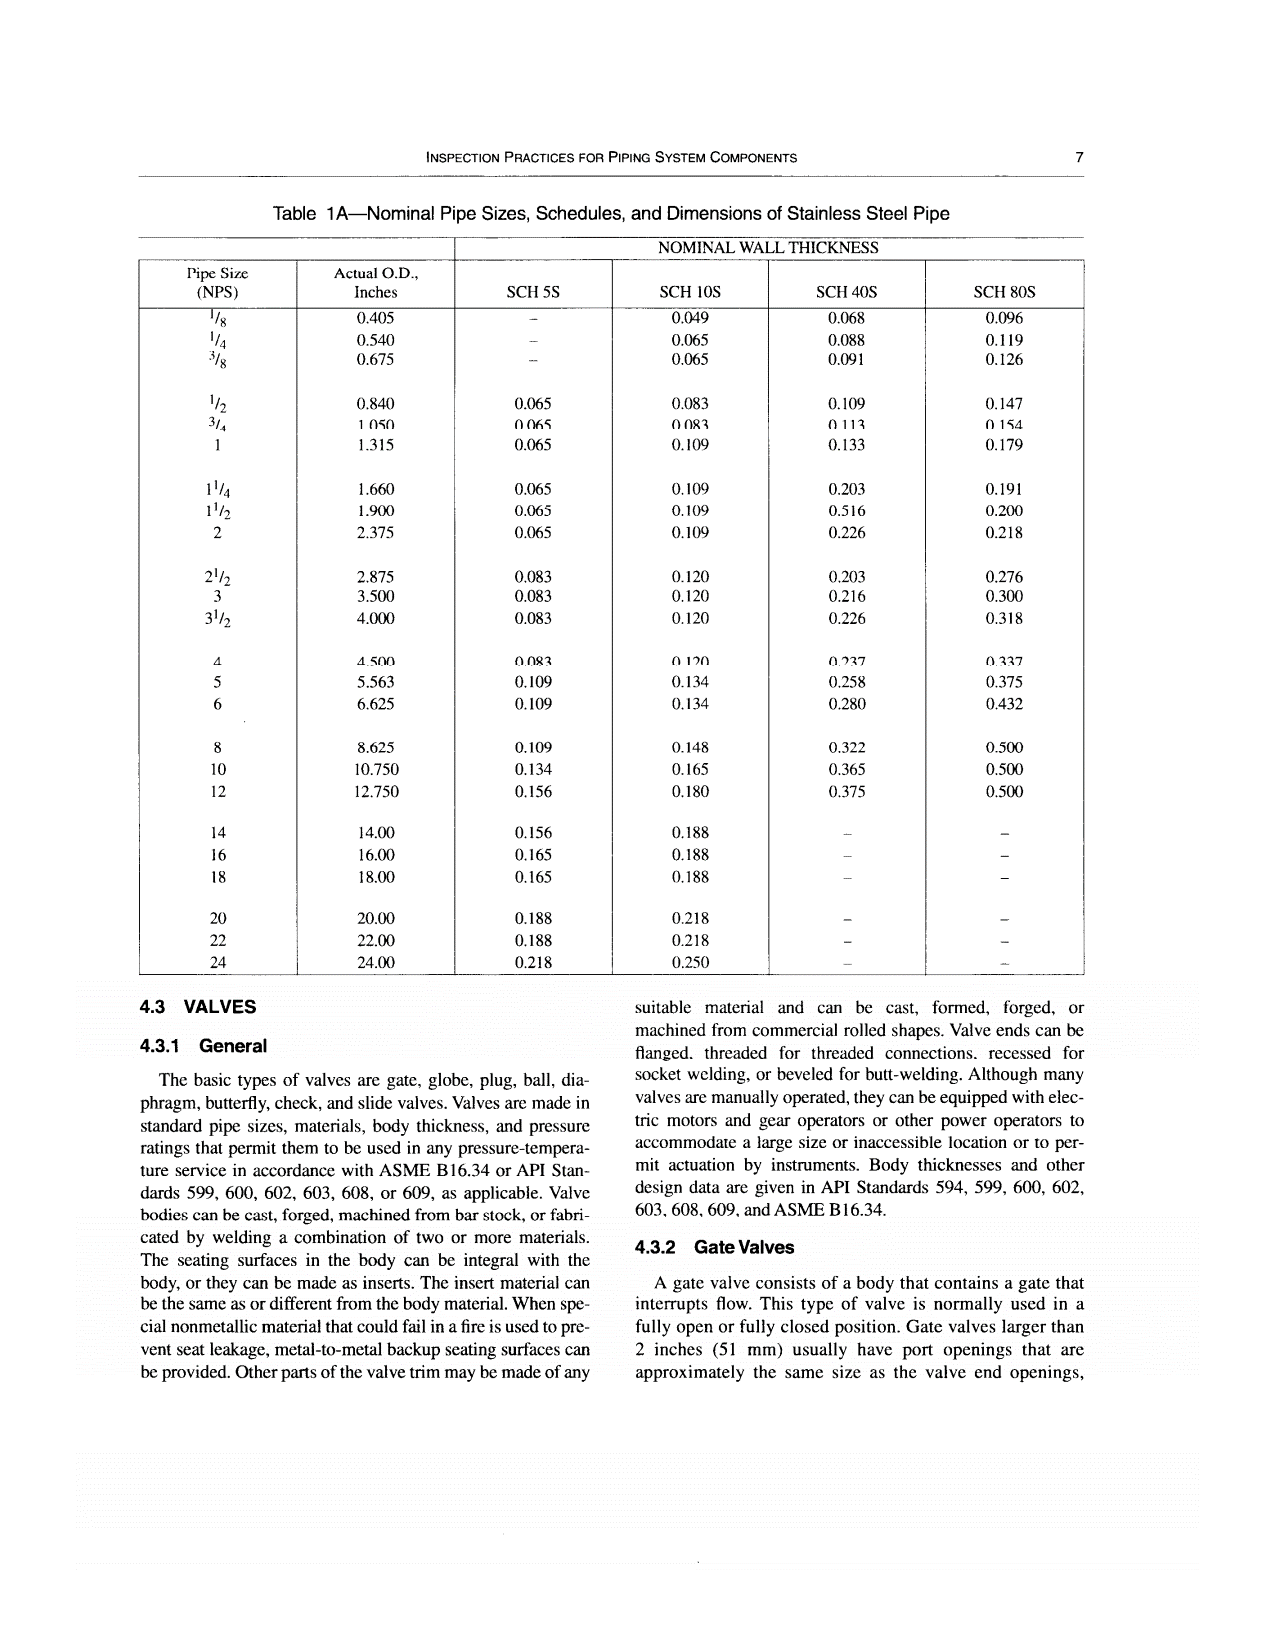 INSPECTION PRACTICES FOR PIPING SYSTEM COMPONENTS 7
Table 1A—Nominal Pipe Sizes, Schedules, and Dimensions of Stainless Steel Pipe
NOMINAL WALL THICKNESS
Pipe Size (NPS) Actual O.D., Inches SCH 5S SCH 10S SCH 40S SCH 80S
1/8 0.405 – 0.049 0.068 0.096
1/4 0.540 – 0.065 0.088 0.119
3/8 0.675 – 0.065 0.091 0.126
1/2 0.840 0.065 0.083 0.109 0.147
3/4 1.050 0.065 0.083 0.113 0.154
1 1.315 0.065 0.109 0.133 0.179
1 1/4 1.660 0.065 0.109 0.203 0.191
1 1/2 1.900 0.065 0.109 0.516 0.200
2 2.375 0.065 0.109 0.226 0.218
2 1/2 2.875 0.083 0.120 0.203 0.276
3 3.500 0.083 0.120 0.216 0.300
3 1/2 4.000 0.083 0.120 0.226 0.318
4 4.500 0.083 0.120 0.237 0.337
5 5.563 0.109 0.134 0.258 0.375
6 6.625 0.109 0.134 0.280 0.432
8 8.625 0.109 0.148 0.322 0.500
10 10.750 0.134 0.165 0.365 0.500
12 12.750 0.156 0.180 0.375 0.500
14 14.00 0.156 0.188 – –
16 16.00 0.165 0.188 – –
18 18.00 0.165 0.188 – –
20 20.00 0.188 0.218 – –
22 22.00 0.188 0.218 – –
24 24.00 0.218 0.250 – –
4.3 VALVES
4.3.1 General
The basic types of valves are gate, globe, plug, ball, dia-
phragm, butterfly, check, and slide valves. Valves are made in
standard pipe sizes, materials, body thickness, and pressure
ratings that permit them to be used in any pressure-tempera-
ture service in accordance with ASME B16.34 or API Stan-
dards 599, 600, 602, 603, 608, or 609, as applicable. Valve
bodies can be cast, forged, machined from bar stock, or fabri-
cated by welding a combination of two or more materials.
The seating surfaces in the body can be integral with the
body, or they can be made as inserts. The insert material can
be the same as or different from the body material. When spe-
cial nonmetallic material that could fail in a fire is used to pre-
vent seat leakage, metal-to-metal backup seating surfaces can
be provided. Other parts of the valve trim may be made of any
suitable material and can be cast, formed, forged, or
machined from commercial rolled shapes. Valve ends can be
flanged, threaded for threaded connections, recessed for
socket welding, or beveled for butt-welding. Although many
valves are manually operated, they can be equipped with elec-
tric motors and gear operators or other power operators to
accommodate a large size or inaccessible location or to per-
mit actuation by instruments. Body thicknesses and other
design data are given in API Standards 594, 599, 600, 602,
603, 608, 609, and ASME B16.34.
4.3.2 Gate Valves
A gate valve consists of a body that contains a gate that
interrupts flow. This type of valve is normally used in a
fully open or fully closed position. Gate valves larger than
2 inches (51 mm) usually have port openings that are
approximately the same size as the valve end openings,